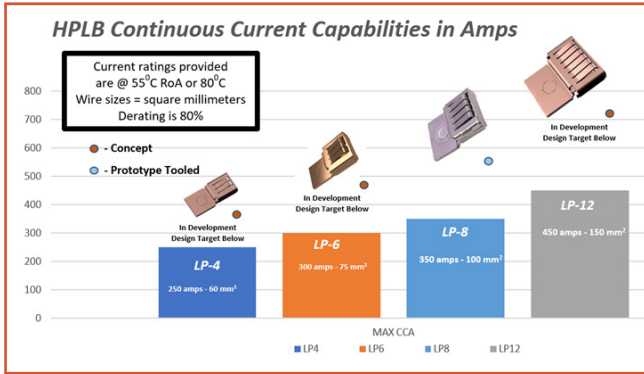 HPLB Continuous Current Capabilities in Amps
Current ratings provided
are @ 55⁰C RoA or 80⁰C
Wire sizes = square millimeters
Derating is 80%
- Concept
- Prototype Tooled
In Development
Design Target Below
In Development
Design Target Below
In Development
Design Target Below
800
700
600
500
400
300
200
100
0
LP-4
250 amps - 60 mm²
LP-6
300 amps - 75 mm²
LP-8
350 amps - 100 mm²
LP-12
450 amps - 150 mm²
MAX CCA
LP4 LP6 LP8 LP12